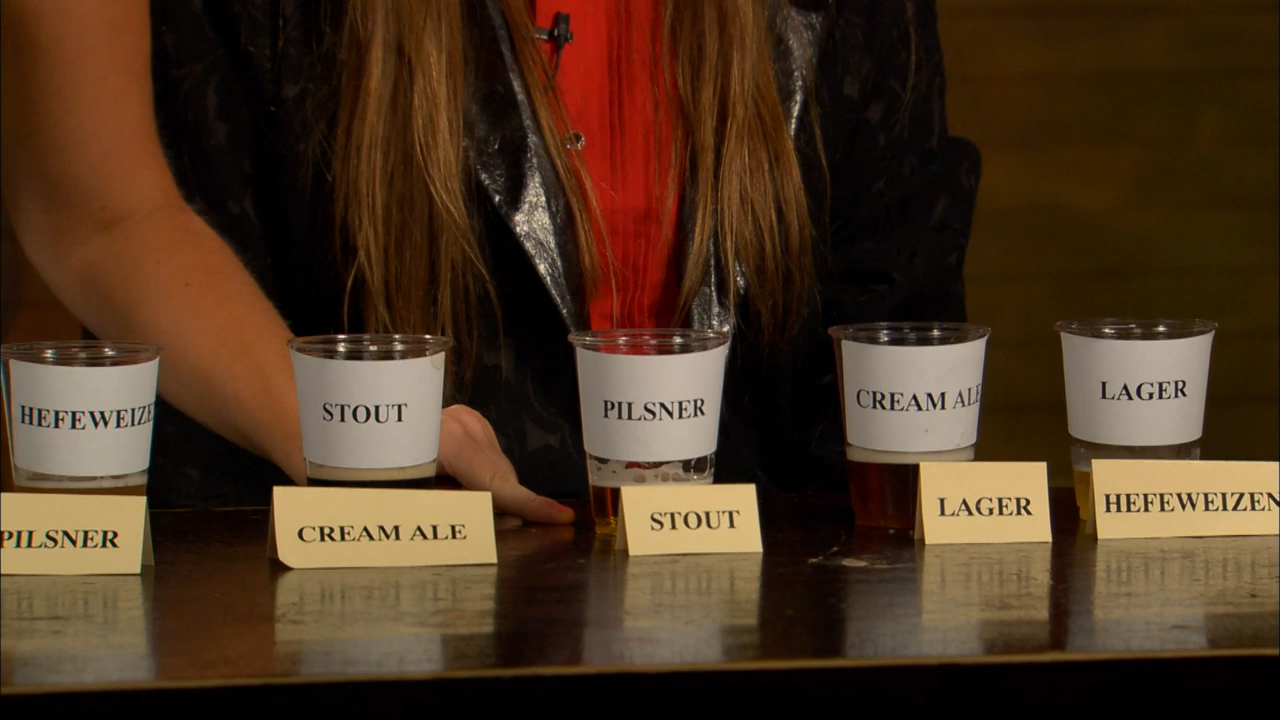 HEFEWEIZE
STOUT
PILSNER
CREAM ALE
LAGER
PILSNER
CREAM ALE
STOUT
LAGER
HEFEWEIZEN